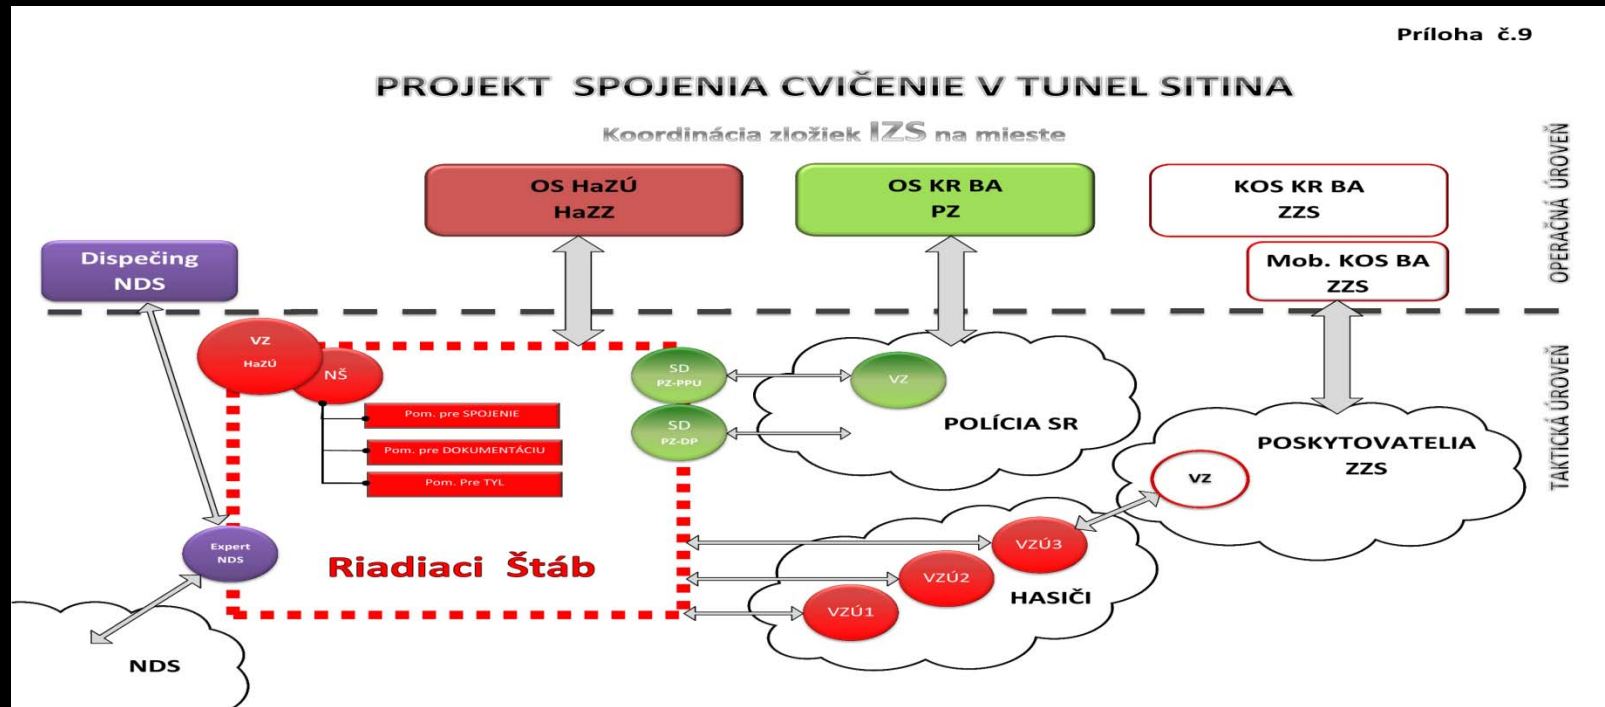 Príloha č.9
PROJEKT SPOJENIA CVIČENIE V TUNEL SITINA
Koordinácia zložiek IZS na mieste
OS HaZÚ
HaZZ
OS KR BA
PZ
KOS KR BA
ZZS
Mob. KOS BA
ZZS
Dispečing
NDS
OPERAČNÁ ÚROVEŇ
VZ
HaZÚ
NŠ
Pom. pre SPOJENIE
Pom. pre DOKUMENTÁCIU
Pom. Pre TYL
SD
PZ-PPU
SD
PZ-DP
VZ
POLÍCIA SR
POSKYTOVATELIA
ZZS
VZ
TAKTICKÁ ÚROVEŇ
Expert
NDS
Riadiaci Štáb
VZÚ3
VZÚ2
VZÚ1
HASIČI
NDS